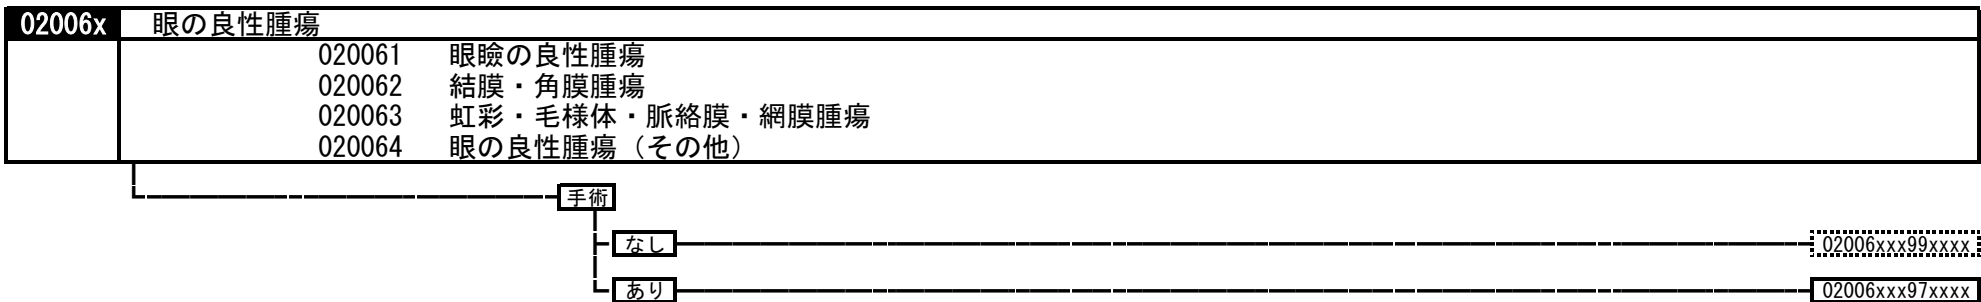 02006x 眼の良性腫瘍
020061 眼瞼の良性腫瘍
020062 結膜・角膜腫瘍
020063 虹彩・毛様体・脈絡膜・網膜腫瘍
020064 眼の良性腫瘍（その他）
手術
なし 02006xxx99xxxx
あり 02006xxx97xxxx